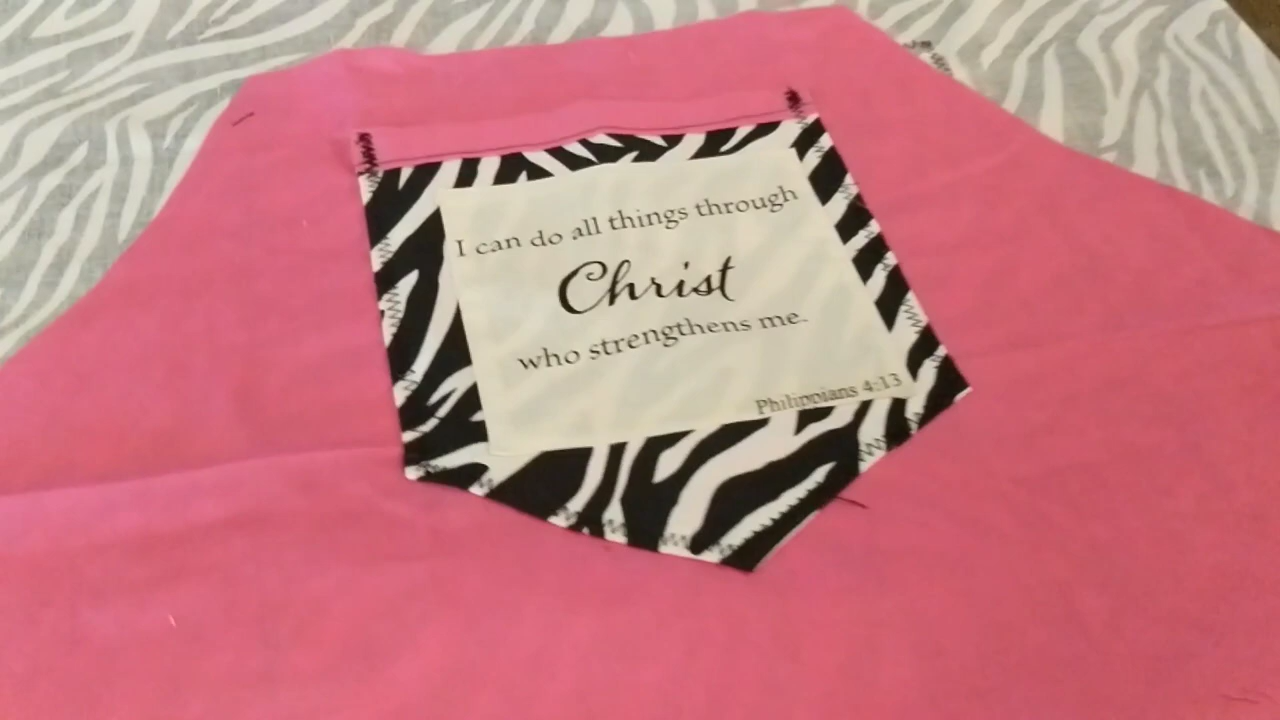 I can do all things through
Christ
who strengthens me.
Philippians 4:13